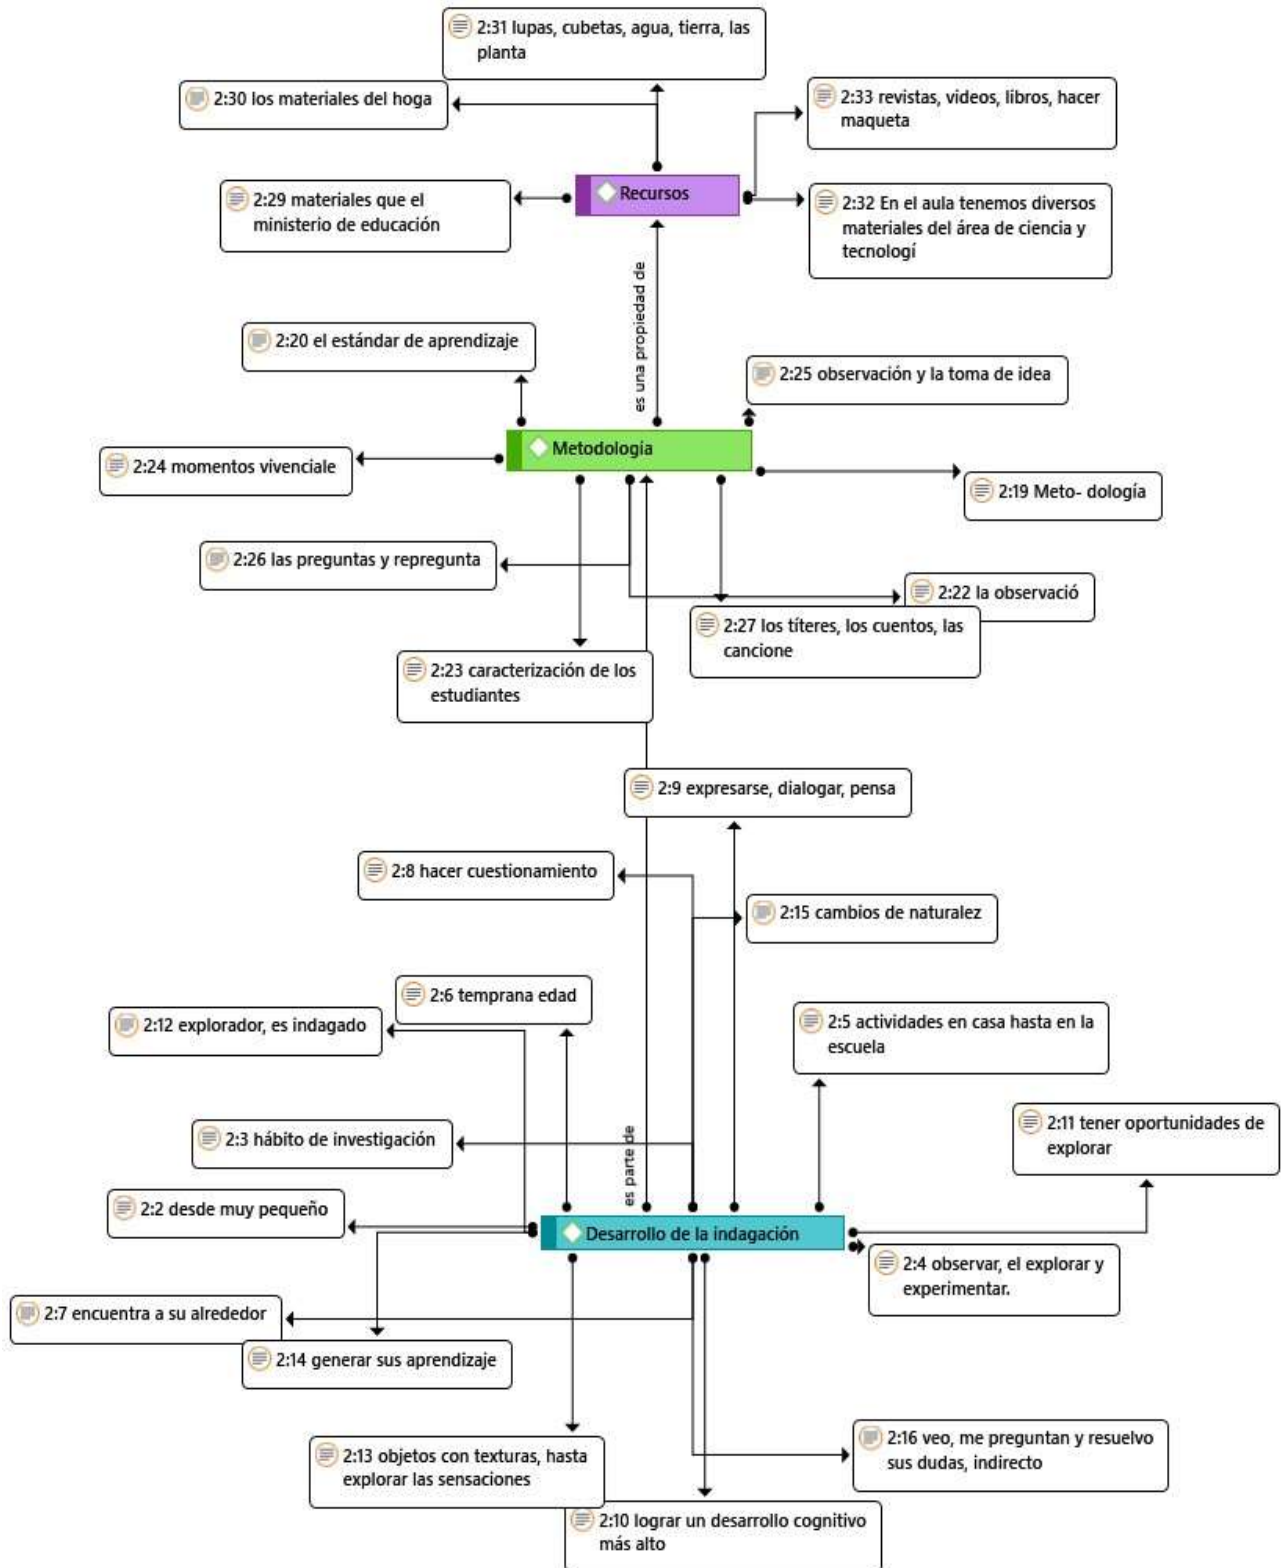 2:31 lupas, cubetas, agua, tierra, las
planta
2:30 los materiales del hoga
2:33 revistas, videos, libros, hacer
maqueta
Recursos
2:29 materiales que el
ministerio de educación
2:32 En el aula tenemos diversos
materiales del área de ciencia y
tecnologí
es una propiedad de
2:20 el estándar de aprendizaje
2:25 observación y la toma de idea
Metodología
2:24 momentos vivenciale
2:19 Meto- dología
2:26 las preguntas y repregunta
2:22 la observació
2:27 los títeres, los cuentos, las
cancione
2:23 caracterización de los
estudiantes
2:9 expresarse, dialogar, pensa
2:8 hacer cuestionamiento
2:15 cambios de naturalez
2:6 temprana edad
2:12 explorador, es indagado
2:5 actividades en casa hasta en la
escuela
2:11 tener oportunidades de
explorar
2:3 hábito de investigación
es parte de
2:2 desde muy pequeño
Desarrollo de la indagación
2:4 observar, el explorar y
experimentar.
2:7 encuentra a su alrededor
2:14 generar sus aprendizaje
2:16 veo, me preguntan y resuelvo
sus dudas, indirecto
2:13 objetos con texturas, hasta
explorar las sensaciones
2:10 lograr un desarrollo cognitivo
más alto